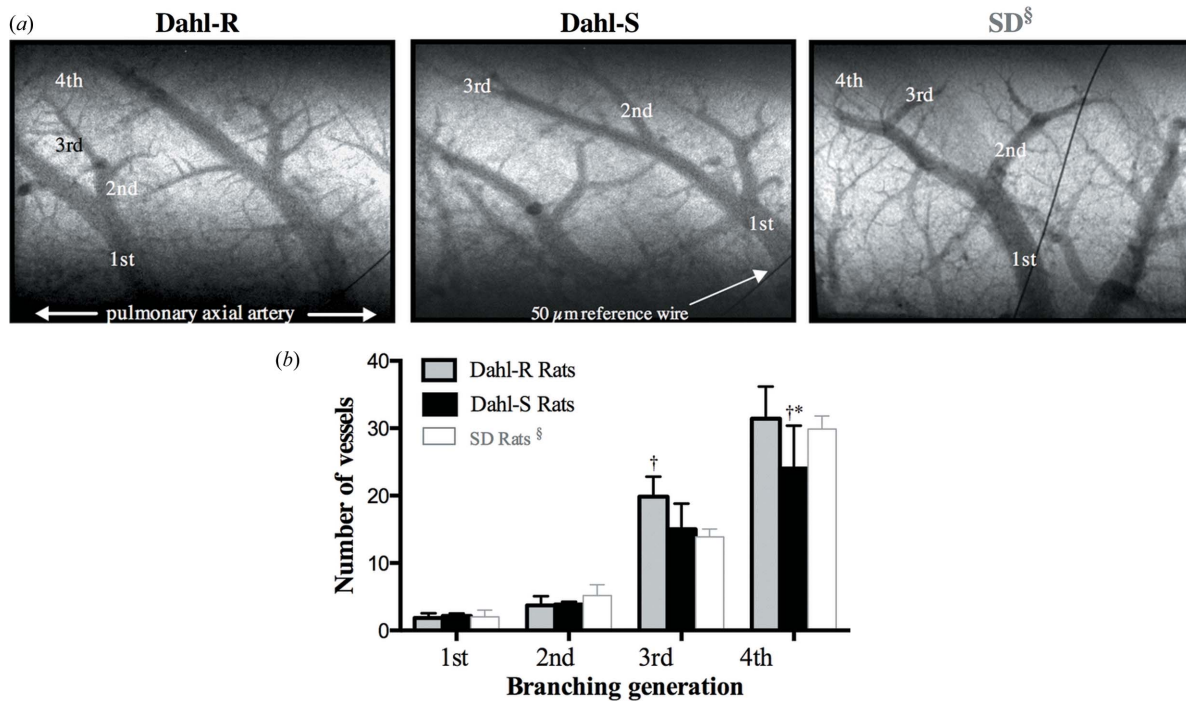 (a)
Dahl-R
Dahl-S
SD§
4th
3rd
2nd
1st
pulmonary axial artery
3rd
2nd
1st
50 µm reference wire
4th
3rd
2nd
1st
(b)
Number of vessels
40
30
20
10
0
Dahl-R Rats
Dahl-S Rats
SD Rats §
†
†*
1st 2nd 3rd 4th
Branching generation